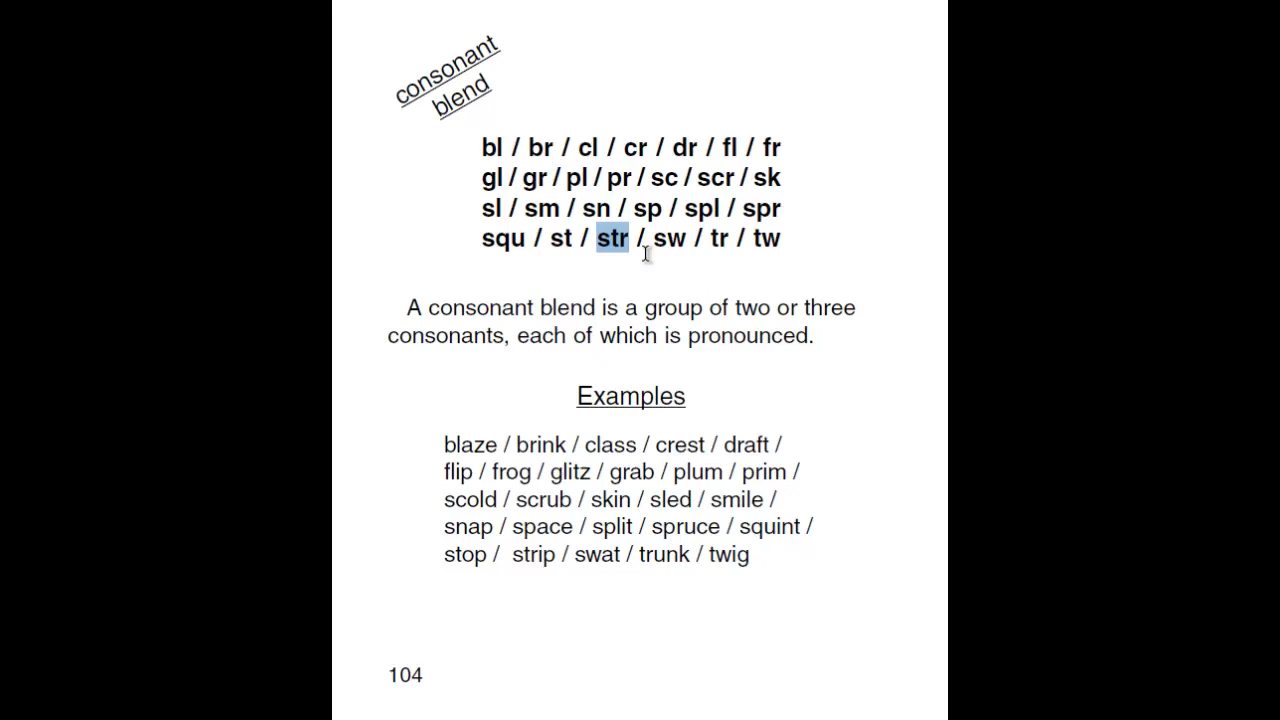 consonant
blend
bl / br / cl / cr / dr / fl / fr
gl / gr / pl / pr / sc / scr / sk
sl / sm / sn / sp / spl / spr
squ / st / str / sw / tr / tw
A consonant blend is a group of two or three
consonants, each of which is pronounced.
Examples
blaze / brink / class / crest / draft /
flip / frog / glitz / grab / plum / prim /
scold / scrub / skin / sled / smile /
snap / space / split / spruce / squint /
stop / strip / swat / trunk / twig
104